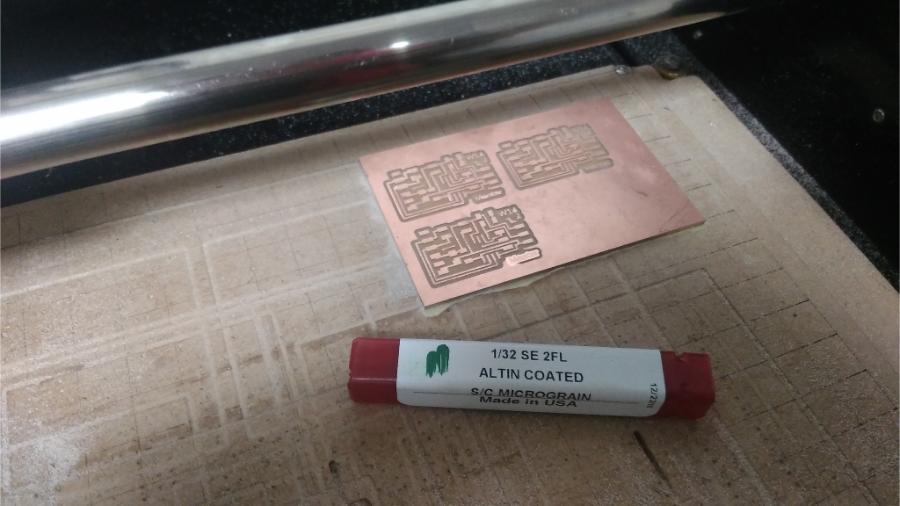 1/32 SE 2FL
ALTIN COATED
S/C MICROGRAIN
Made in USA